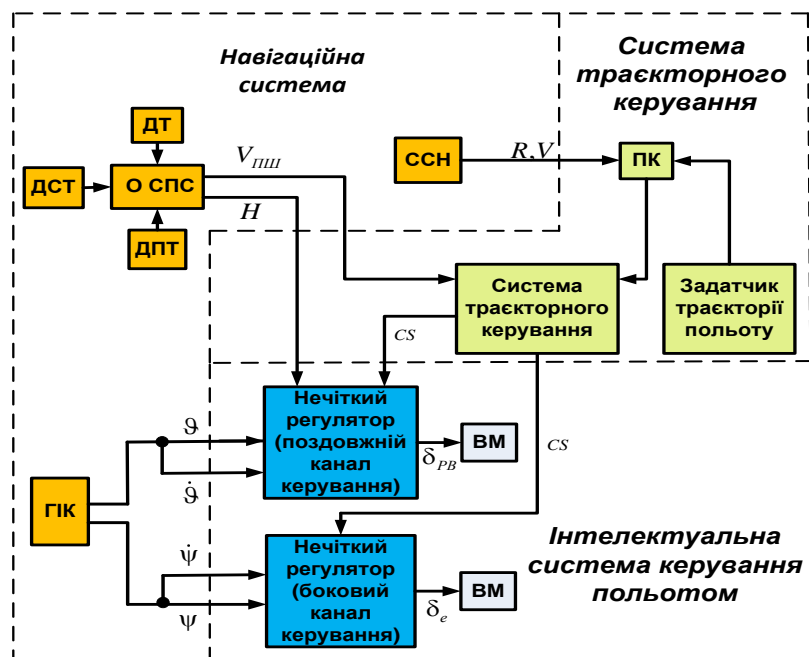 Навігаційна
система
Система
траєкторного
керування
ДТ
ДСТ
О СПС
ДПТ
V_ПШ
H
ССН
R,V
ПК
Система
траєкторного
керування
Задатчик
траєкторії
польоту
CS
CS
Нечіткий
регулятор
(поздовжній
канал
керування)
δ_PB
ВМ
ϑ
ϑ̇
ГІК
ψ̇
ψ
Нечіткий
регулятор
(боковий
канал
керування)
δ_e
ВМ
Інтелектуальна
система керування
польотом